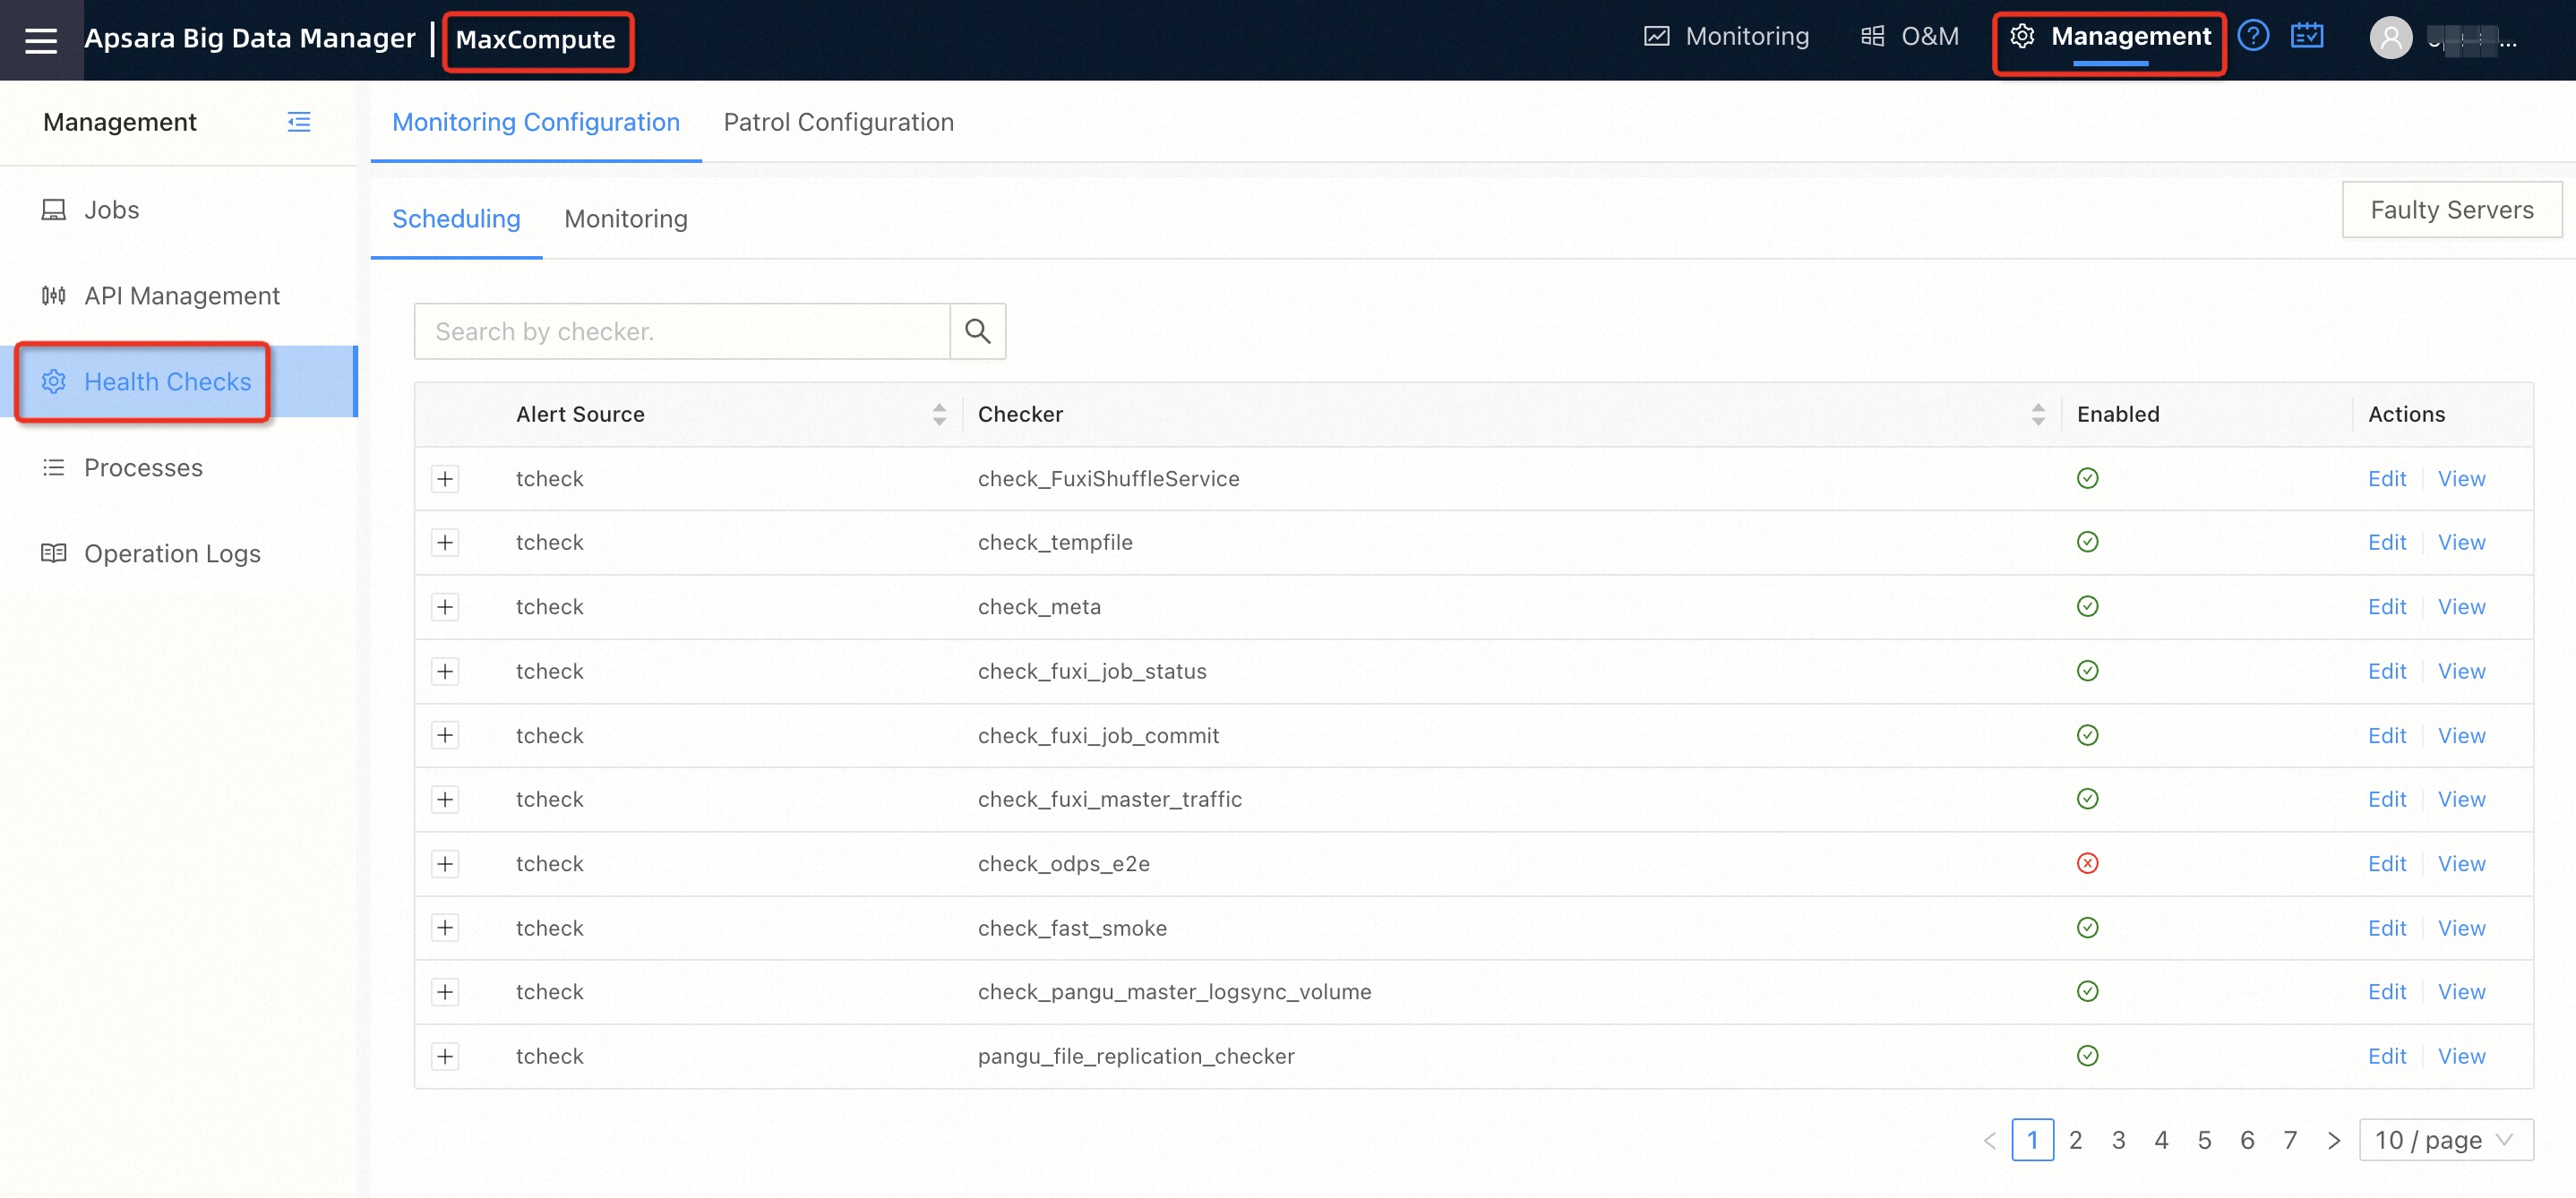 Apsara Big Data Manager | MaxCompute Monitoring O&M Management
Management Monitoring Configuration Patrol Configuration
Jobs
API Management
Health Checks
Processes
Operation Logs
Scheduling Monitoring Faulty Servers
Search by checker.
Alert Source Checker Enabled Actions
tcheck check_FuxiShuffleService Edit View
tcheck check_tempfile Edit View
tcheck check_meta Edit View
tcheck check_fuxi_job_status Edit View
tcheck check_fuxi_job_commit Edit View
tcheck check_fuxi_master_traffic Edit View
tcheck check_odps_e2e Edit View
tcheck check_fast_smoke Edit View
tcheck check_pangu_master_logsync_volume Edit View
tcheck pangu_file_replication_checker Edit View
1 2 3 4 5 6 7 10 / page